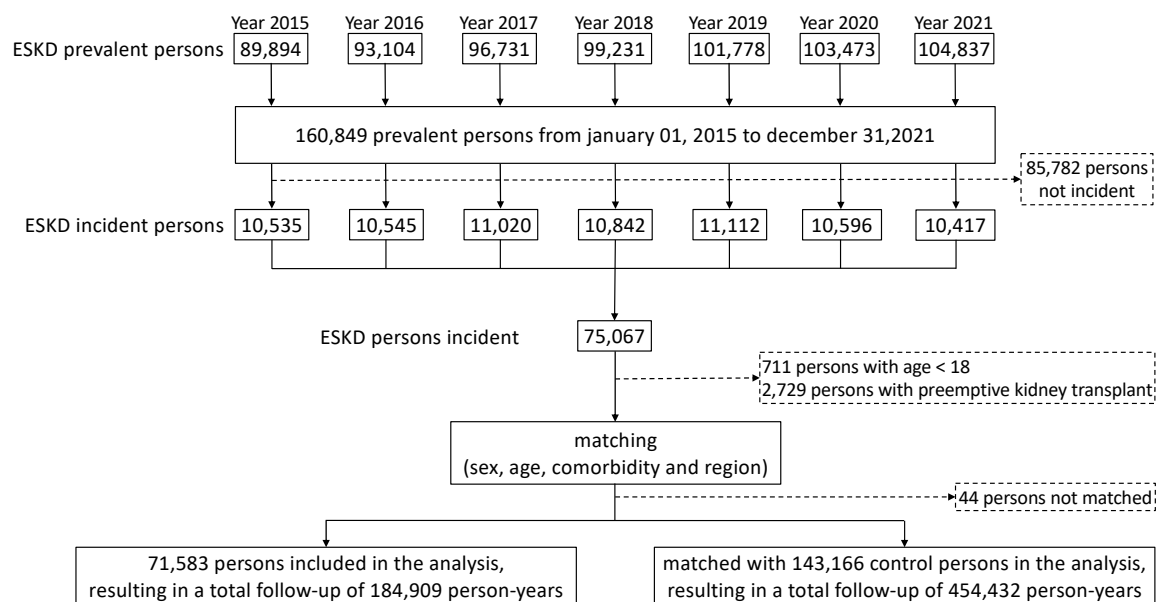 Year 2015 Year 2016 Year 2017 Year 2018 Year 2019 Year 2020 Year 2021
ESKD prevalent persons 89,894 93,104 96,731 99,231 101,778 103,473 104,837
160,849 prevalent persons from january 01, 2015 to december 31,2021
85,782 persons
not incident
ESKD incident persons 10,535 10,545 11,020 10,842 11,112 10,596 10,417
ESKD persons incident 75,067
711 persons with age < 18
2,729 persons with preemptive kidney transplant
matching
(sex, age, comorbidity and region)
44 persons not matched
71,583 persons included in the analysis,
resulting in a total follow-up of 184,909 person-years
matched with 143,166 control persons in the analysis,
resulting in a total follow-up of 454,432 person-years